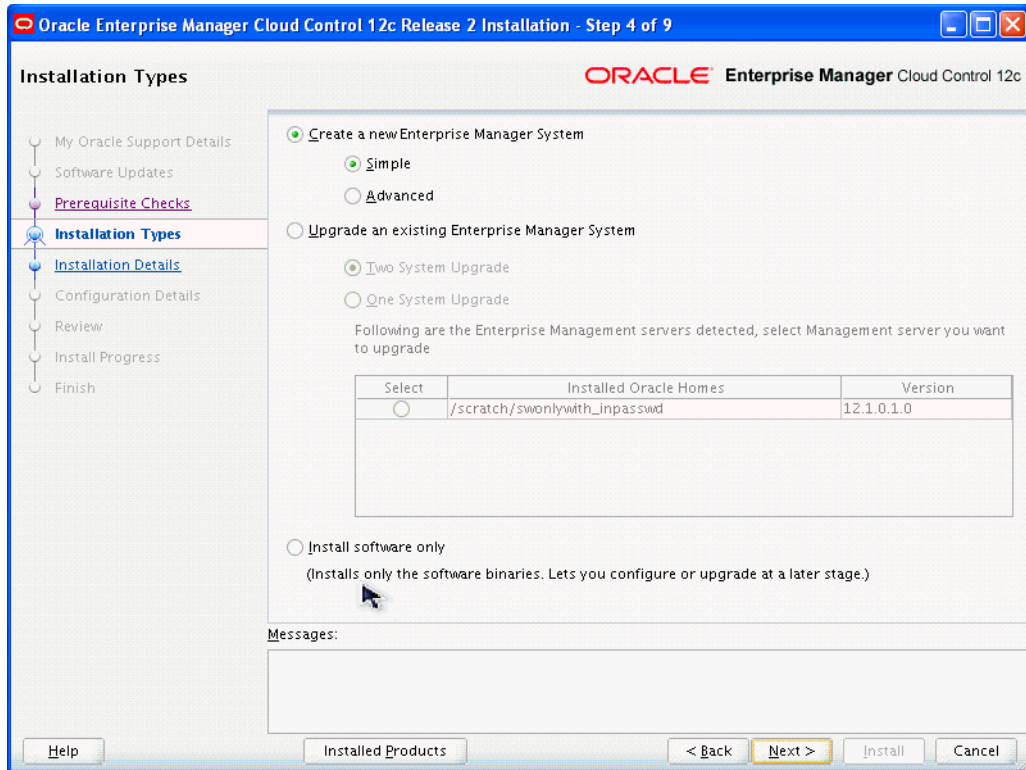 Oracle Enterprise Manager Cloud Control 12c Release 2 Installation - Step 4 of 9
Installation Types
ORACLE Enterprise Manager Cloud Control 12c
My Oracle Support Details
Software Updates
Prerequisite Checks
Installation Types
Installation Details
Configuration Details
Review
Install Progress
Finish
Create a new Enterprise Manager System
Simple
Advanced
Upgrade an existing Enterprise Manager System
Two System Upgrade
One System Upgrade
Following are the Enterprise Management servers detected, select Management server you want
to upgrade
Select Installed Oracle Homes Version
/scratch/swonlywith_inpasswd 12.1.0.1.0
Install software only
(Installs only the software binaries. Lets you configure or upgrade at a later stage.)
Messages:
Help Installed Products < Back Next > Install Cancel